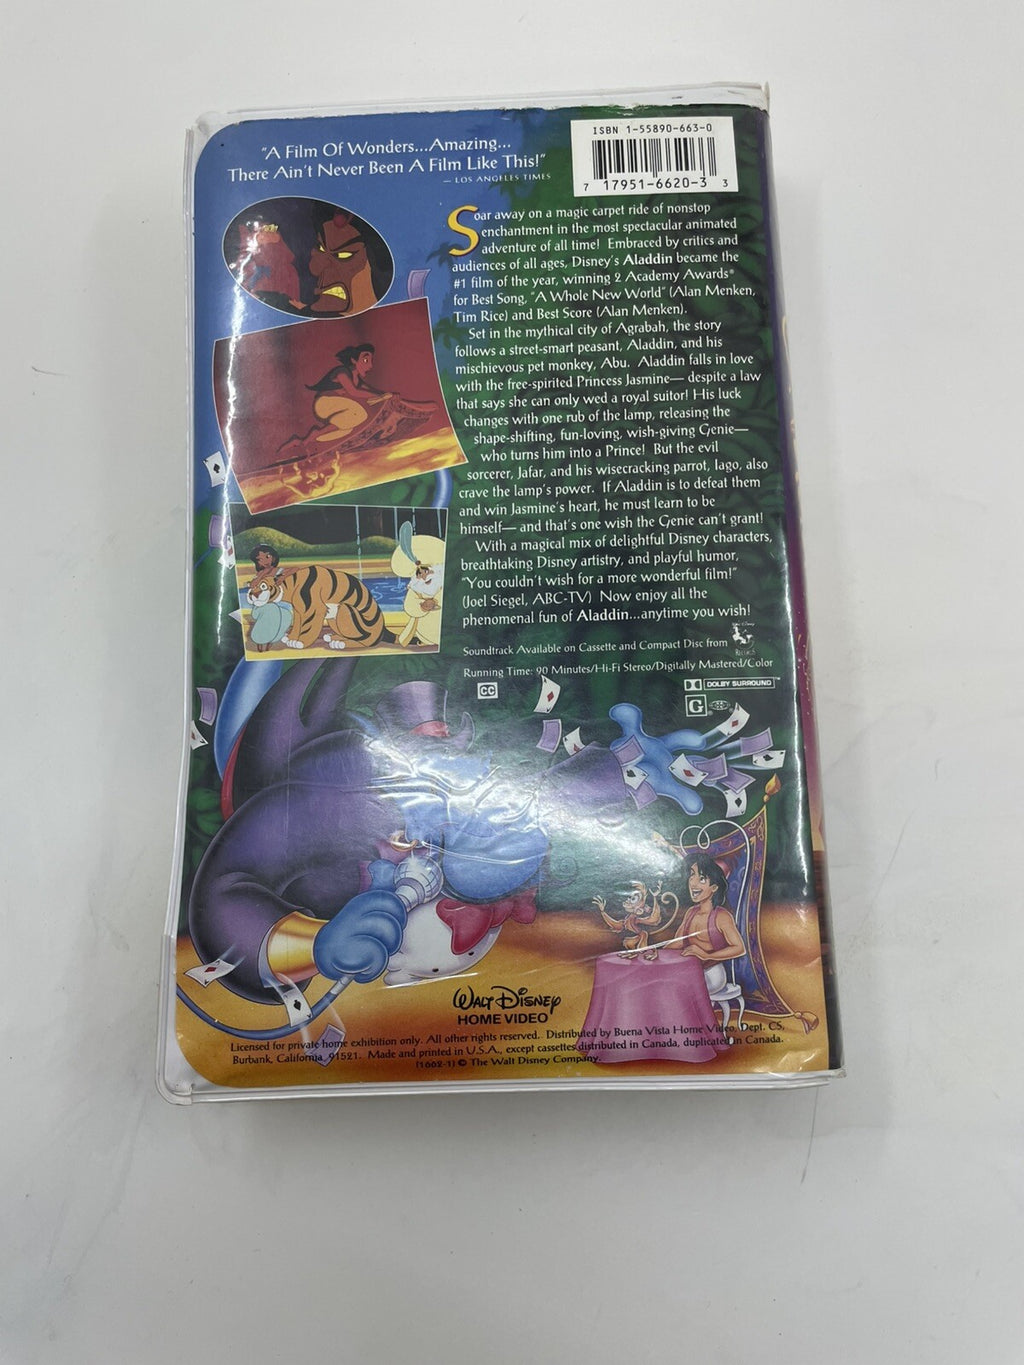 "A Film Of Wonders...Amazing...
There Ain't Never Been A Film Like This!"
— LOS ANGELES TIMES
ISBN 1-55890-663-0
7 17951-6620-3 3
Soar away on a magic carpet ride of nonstop
enchantment in the most spectacular animated
adventure of all time! Embraced by critics and
audiences of all ages, Disney's Aladdin became the
#1 film of the year, winning 2 Academy Awards®
for Best Song, "A Whole New World" (Alan Menken,
Tim Rice) and Best Score (Alan Menken).
Set in the mythical city of Agrabah, the story
follows a street-smart peasant, Aladdin, and his
mischievous pet monkey, Abu. Aladdin falls in love
with the free-spirited Princess Jasmine— despite a law
that says she can only wed a royal suitor! His luck
changes with one rub of the lamp, releasing the
shape-shifting, fun-loving, wish-giving Genie—
who turns him into a Prince! But the evil
sorcerer, Jafar, and his wisecracking parrot, Iago, also
crave the lamp's power. If Aladdin is to defeat them
and win Jasmine's heart, he must learn to be
himself— and that's one wish the Genie can't grant!
With a magical mix of delightful Disney characters,
breathtaking Disney artistry, and playful humor,
"You couldn't wish for a more wonderful film!"
(Joel Siegel, ABC-TV) Now enjoy all the
phenomenal fun of Aladdin...anytime you wish!
Soundtrack Available on Cassette and Compact Disc from
Running Time: 90 Minutes/Hi-Fi Stereo/Digitally Mastered/Color
CC
DOLBY SURROUND™
G
WALT DISNEY
HOME VIDEO
Licensed for private home exhibition only. All other rights reserved. Distributed by Buena Vista Home Video, Dept. CS,
Burbank, California, 91521. Made and printed in U.S.A., except cassettes distributed in Canada, duplicated in Canada.
(1662-1) © The Walt Disney Company.